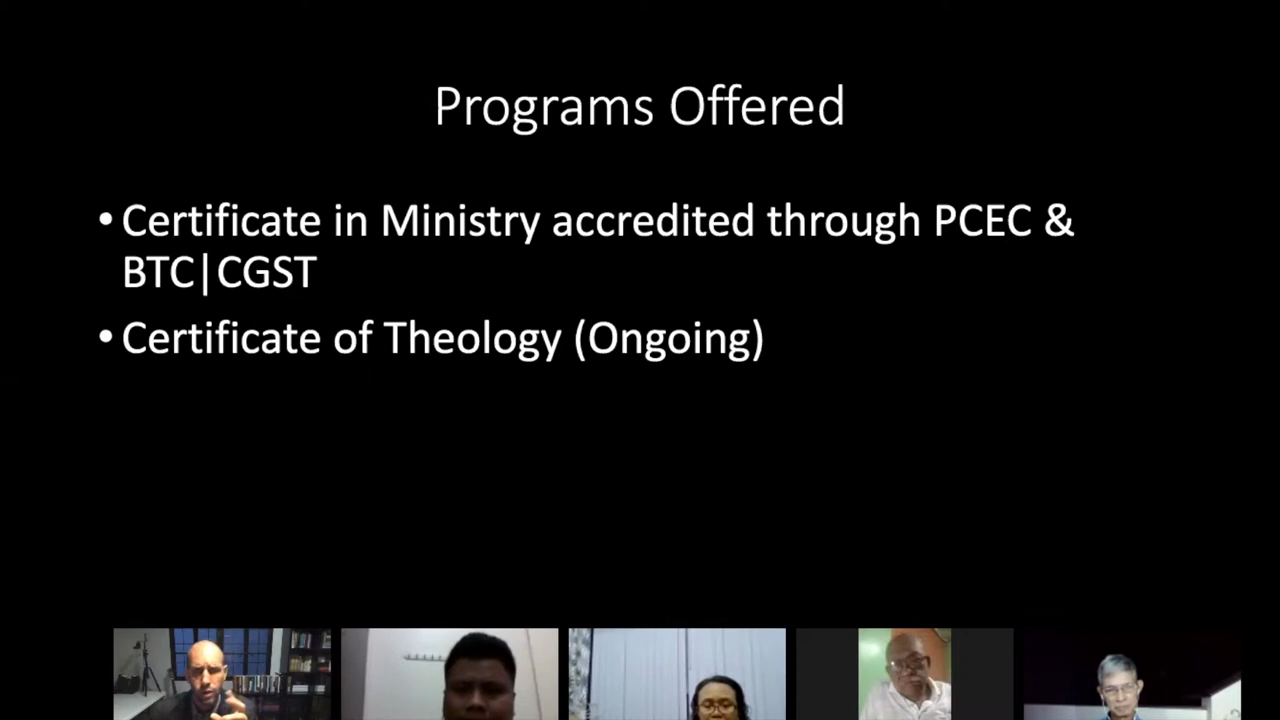 Programs Offered
• Certificate in Ministry accredited through PCEC &
BTC|CGST
• Certificate of Theology (Ongoing)